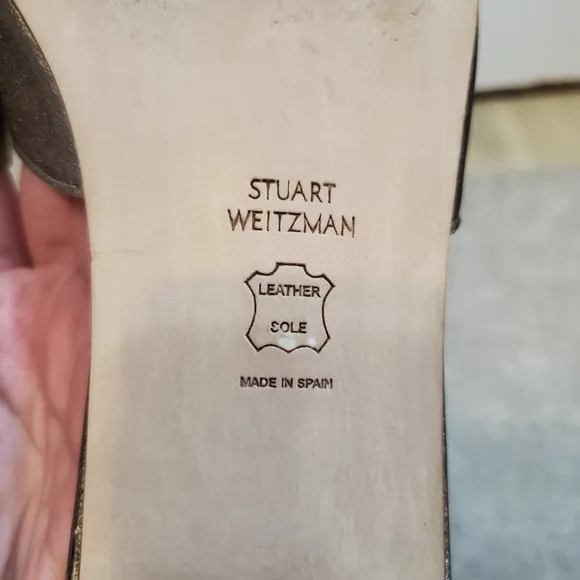 STUART
WEITZMAN
LEATHER
SOLE
MADE IN SPAIN